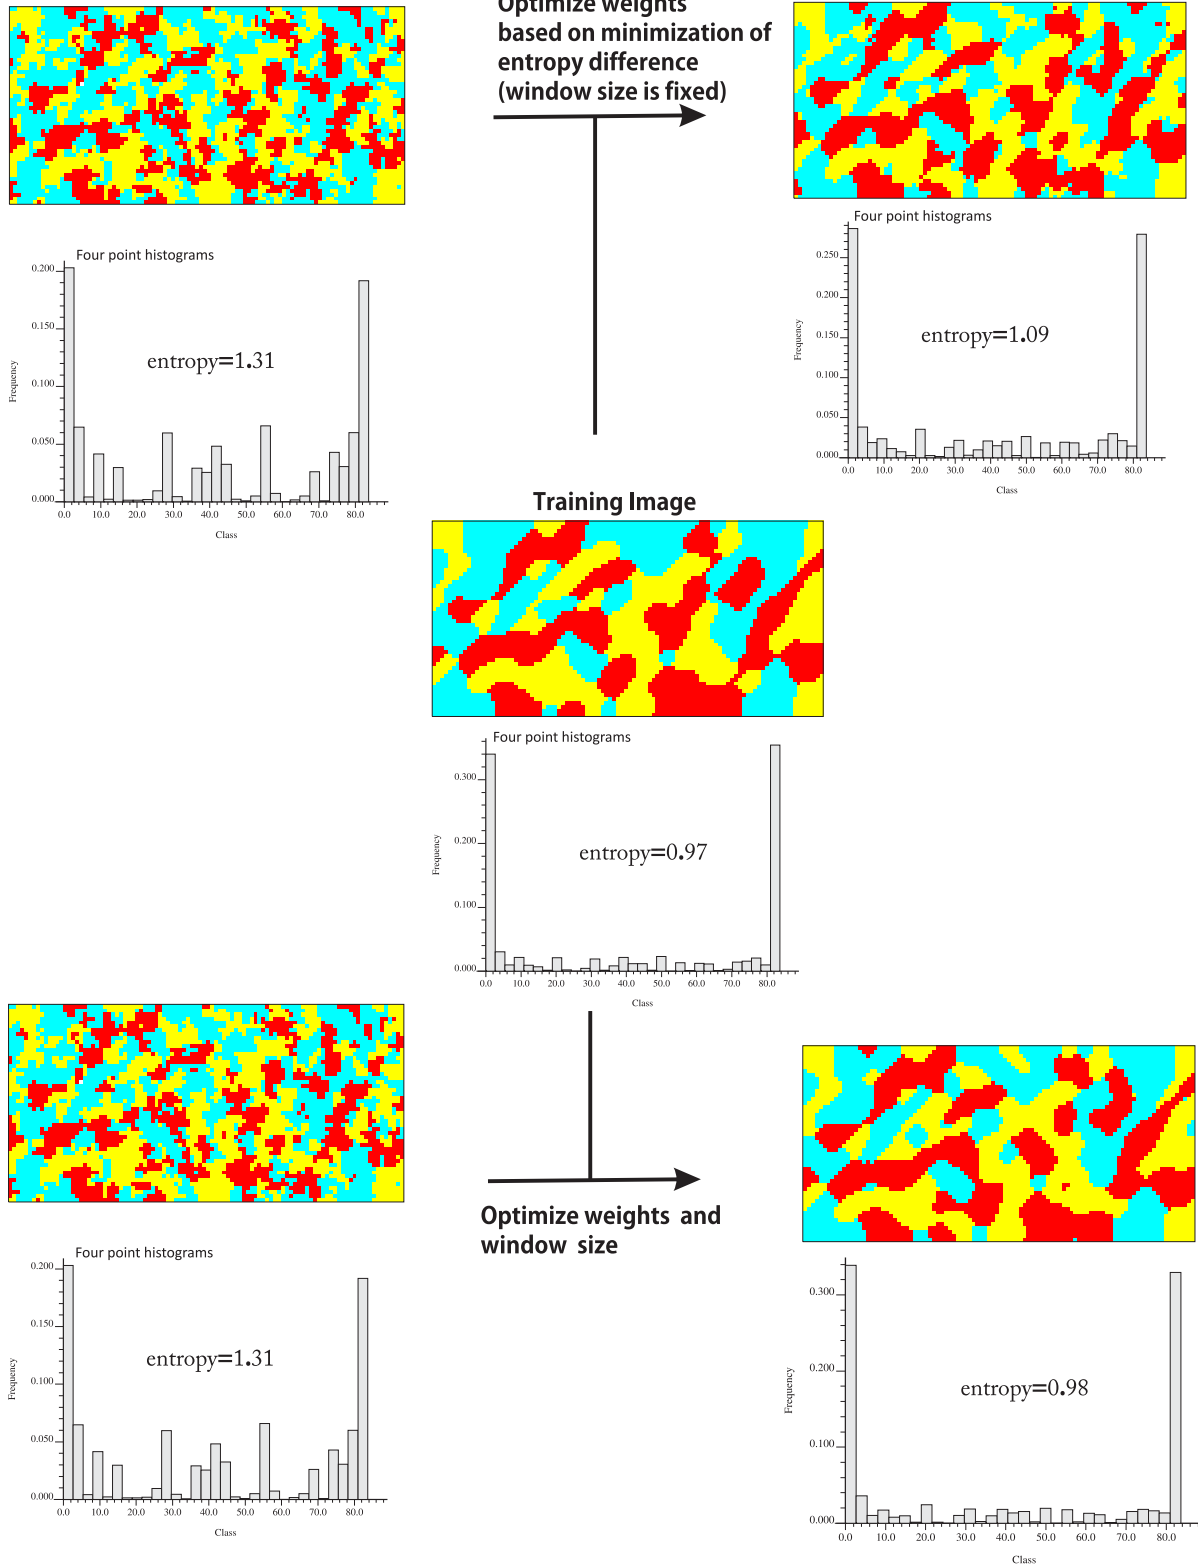 Optimize weights
based on minimization of
entropy difference
(window size is fixed)
Four point histograms
0.200
0.150
0.100
0.050
0.000
Frequency
entropy=1.31
0.0 10.0 20.0 30.0 40.0 50.0 60.0 70.0 80.0
Class
Four point histograms
0.250
0.200
0.150
0.100
0.050
0.000
Frequency
entropy=1.09
0.0 10.0 20.0 30.0 40.0 50.0 60.0 70.0 80.0
Class
Training Image
Four point histograms
0.300
0.200
0.100
0.000
Frequency
entropy=0.97
0.0 10.0 20.0 30.0 40.0 50.0 60.0 70.0 80.0
Class
Optimize weights and
window size
Four point histograms
0.200
0.150
0.100
0.050
0.000
Frequency
entropy=1.31
0.0 10.0 20.0 30.0 40.0 50.0 60.0 70.0 80.0
Class
0.300
0.200
0.100
0.000
Frequency
entropy=0.98
0.0 10.0 20.0 30.0 40.0 50.0 60.0 70.0 80.0
Class